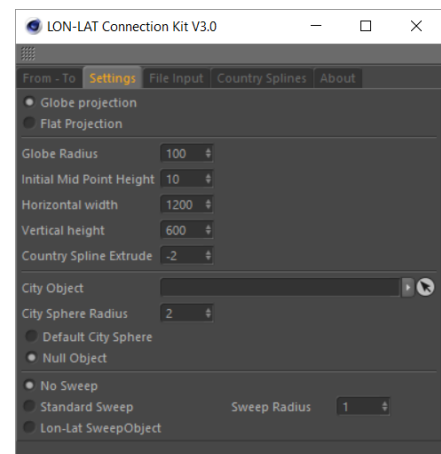 LON-LAT Connection Kit V3.0
From - To Settings File Input Country Splines About
Globe projection
Flat Projection
Globe Radius 100
Initial Mid Point Height 10
Horizontal width 1200
Vertical height 600
Country Spline Extrude -2
City Object
City Sphere Radius 2
Default City Sphere
Null Object
No Sweep
Standard Sweep Sweep Radius 1
Lon-Lat SweepObject